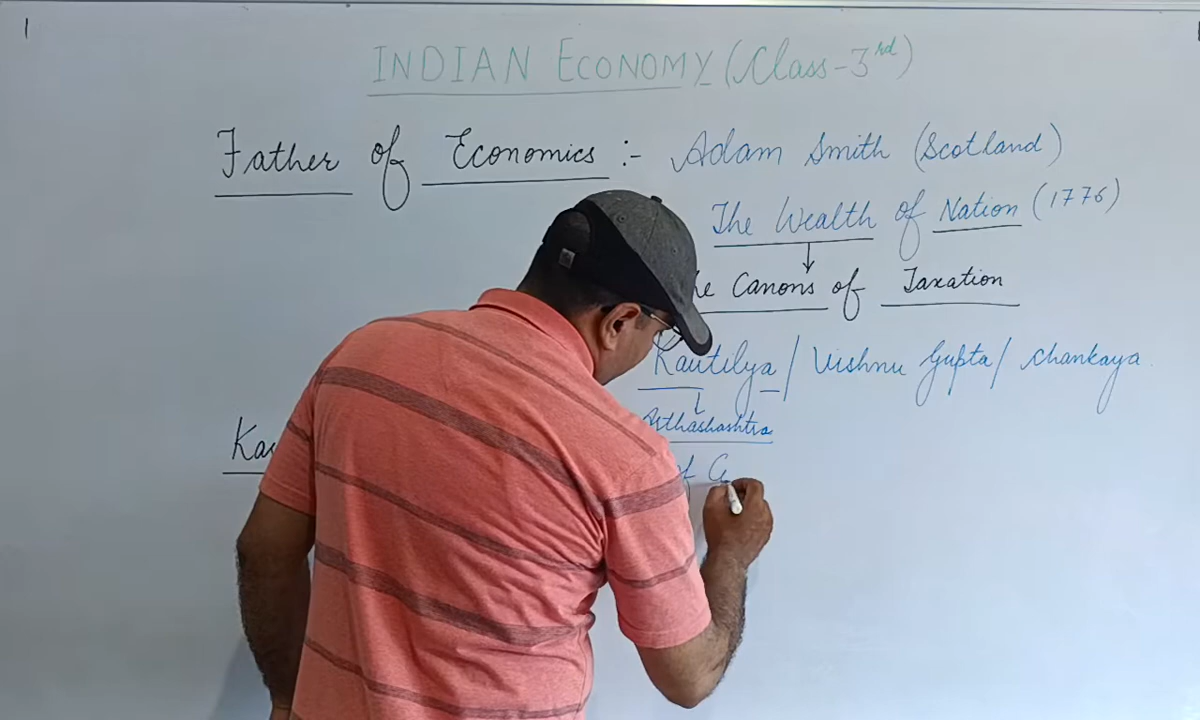 INDIAN ECONOMY (Class-3rd)
Father of Economics :- Adam Smith (Scotland)
The Wealth of Nation (1776)
Canons of Taxation
Kautilya / Vishnu Gupta / Chankaya.
Arthashashtra